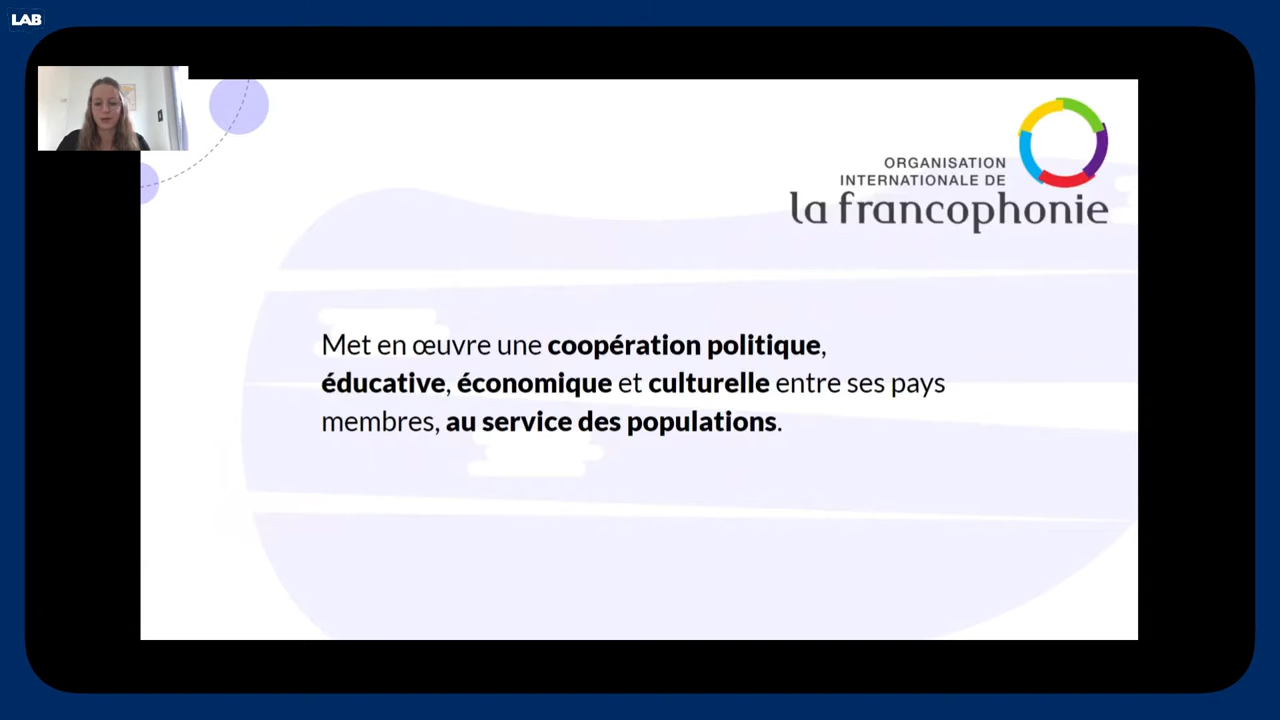 LAB
ORGANISATION
INTERNATIONALE DE
la francophonie
Met en œuvre une coopération politique,
éducative, économique et culturelle entre ses pays
membres, au service des populations.